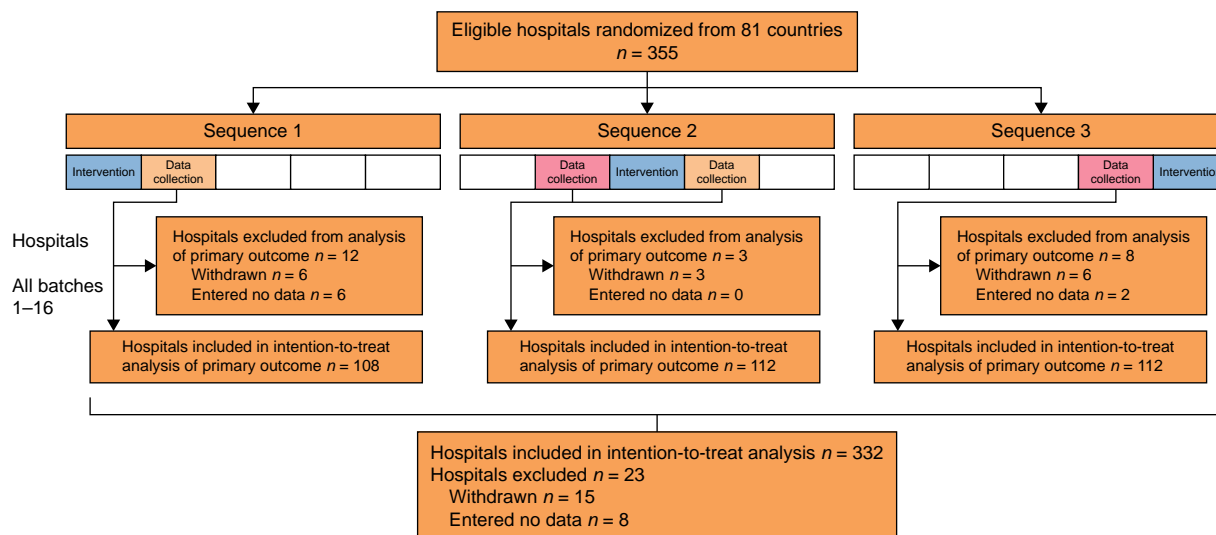 Eligible hospitals randomized from 81 countries
n = 355
Sequence 1
Sequence 2
Sequence 3
Intervention
Data
collection
Data
collection
Intervention
Data
collection
Data
collection
Intervention
Hospitals
All batches
1–16
Hospitals excluded from analysis
of primary outcome n = 12
Withdrawn n = 6
Entered no data n = 6
Hospitals excluded from analysis
of primary outcome n = 3
Withdrawn n = 3
Entered no data n = 0
Hospitals excluded from analysis
of primary outcome n = 8
Withdrawn n = 6
Entered no data n = 2
Hospitals included in intention-to-treat
analysis of primary outcome n = 108
Hospitals included in intention-to-treat
analysis of primary outcome n = 112
Hospitals included in intention-to-treat
analysis of primary outcome n = 112
Hospitals included in intention-to-treat analysis n = 332
Hospitals excluded n = 23
Withdrawn n = 15
Entered no data n = 8